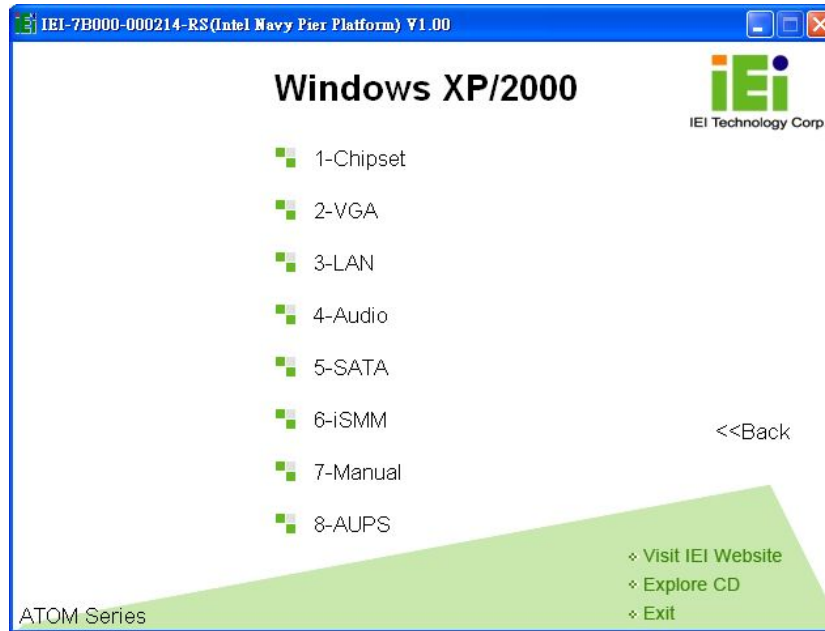 IEI-7B000-000214-RS(Intel Navy Pier Platform) V1.00
Windows XP/2000
iEi
IEI Technology Corp
1-Chipset
2-VGA
3-LAN
4-Audio
5-SATA
6-iSMM
7-Manual
8-AUPS
<<Back
Visit IEI Website
Explore CD
Exit
ATOM Series